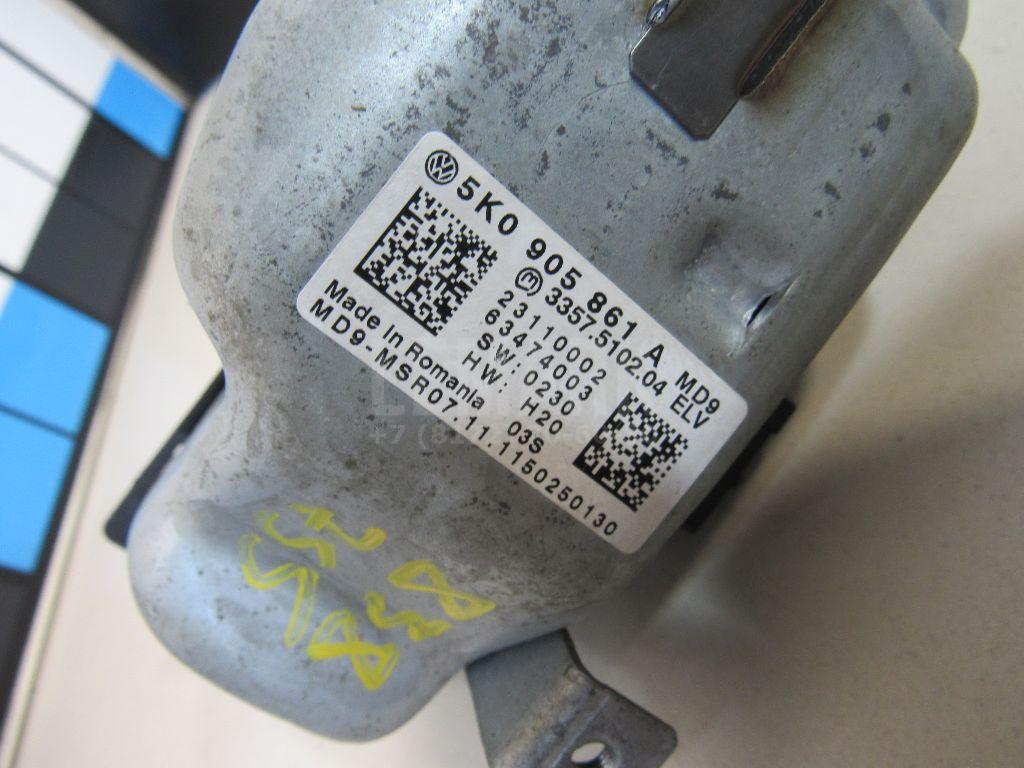 5K0 905 861 A MD9
3357.5102.04 ELV
23110002
63474003
SW: 0230
HW: H20
Made in Romania 03S
MD9-MSR07.11.1150250130